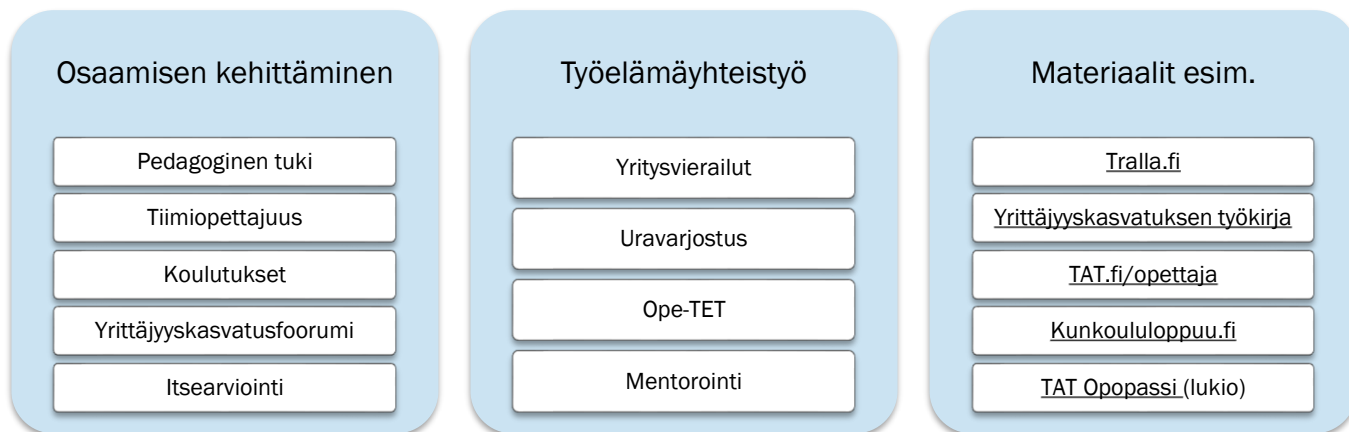 Osaamisen kehittäminen
Pedagoginen tuki
Tiimiopettajuus
Koulutukset
Yrittäjyyskasvatusfoorumi
Itsearviointi
Työelämäyhteistyö
Yritysvierailut
Uravarjostus
Ope-TET
Mentorointi
Materiaalit esim.
Tralla.fi
Yrittäjyyskasvatuksen työkirja
TAT.fi/opettaja
Kunkoululoppuu.fi
TAT Opopassi (lukio)